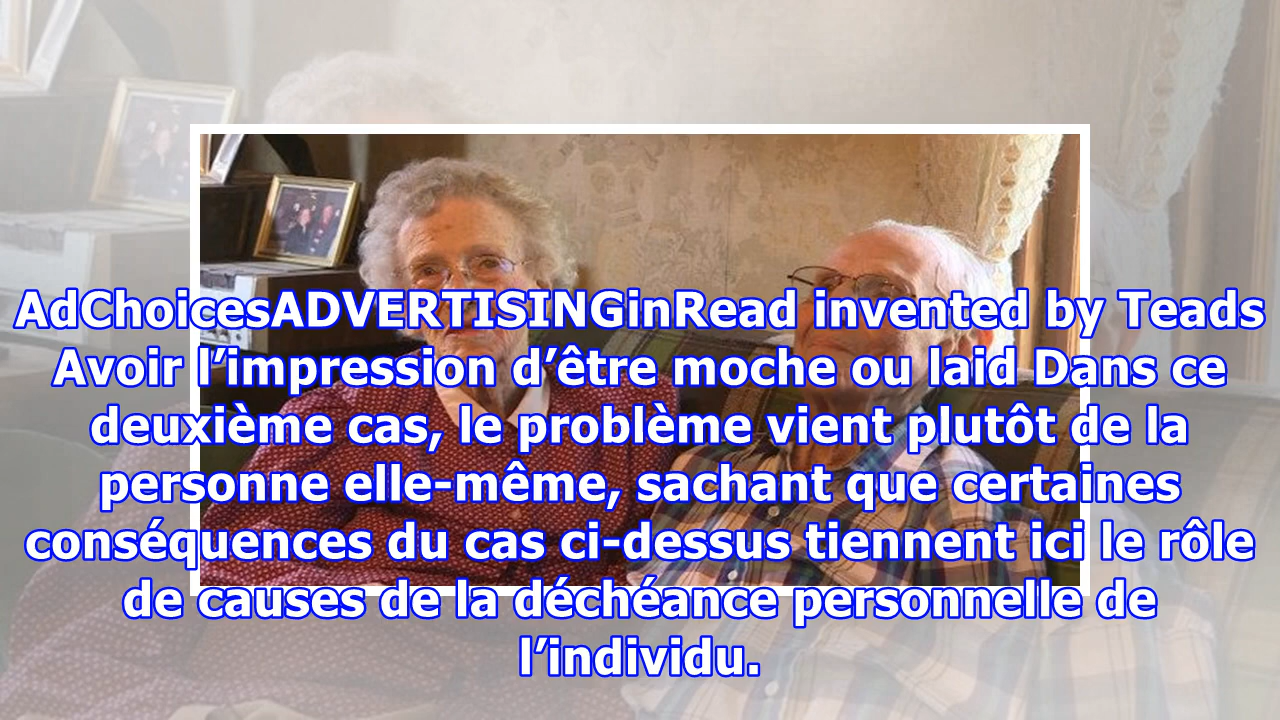 AdChoicesADVERTISINGinRead invented by Teads
Avoir l’impression d’être moche ou laid Dans ce
deuxième cas, le problème vient plutôt de la
personne elle-même, sachant que certaines
conséquences du cas ci-dessus tiennent ici le rôle
de causes de la déchéance personnelle de
l’individu.